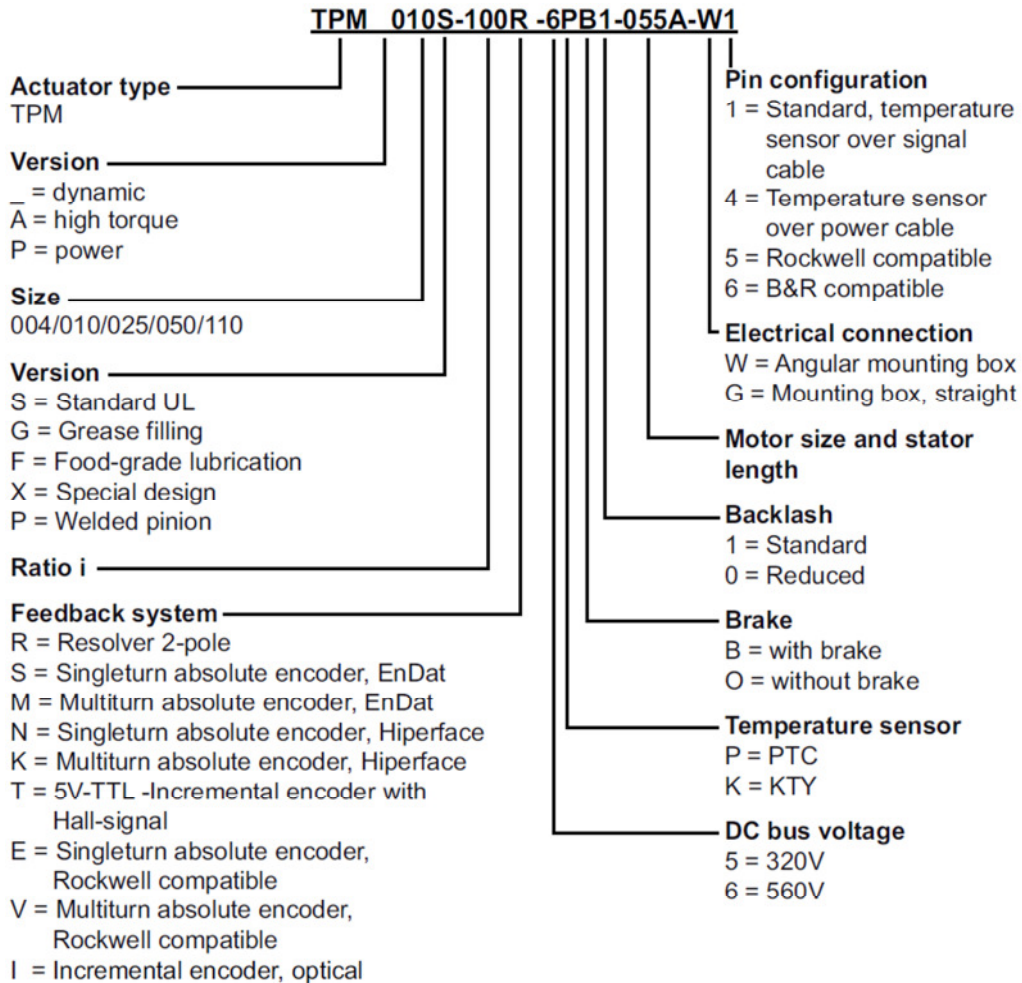 TPM_010S-100R -6PB1-055A-W1
Actuator type
TPM
Version
_ = dynamic
A = high torque
P = power
Size
004/010/025/050/110
Version
S = Standard UL
G = Grease filling
F = Food-grade lubrication
X = Special design
P = Welded pinion
Ratio i
Feedback system
R = Resolver 2-pole
S = Singleturn absolute encoder, EnDat
M = Multiturn absolute encoder, EnDat
N = Singleturn absolute encoder, Hiperface
K = Multiturn absolute encoder, Hiperface
T = 5V-TTL -Incremental encoder with
Hall-signal
E = Singleturn absolute encoder,
Rockwell compatible
V = Multiturn absolute encoder,
Rockwell compatible
I = Incremental encoder, optical
Pin configuration
1 = Standard, temperature
sensor over signal
cable
4 = Temperature sensor
over power cable
5 = Rockwell compatible
6 = B&R compatible
Electrical connection
W = Angular mounting box
G = Mounting box, straight
Motor size and stator
length
Backlash
1 = Standard
0 = Reduced
Brake
B = with brake
O = without brake
Temperature sensor
P = PTC
K = KTY
DC bus voltage
5 = 320V
6 = 560V